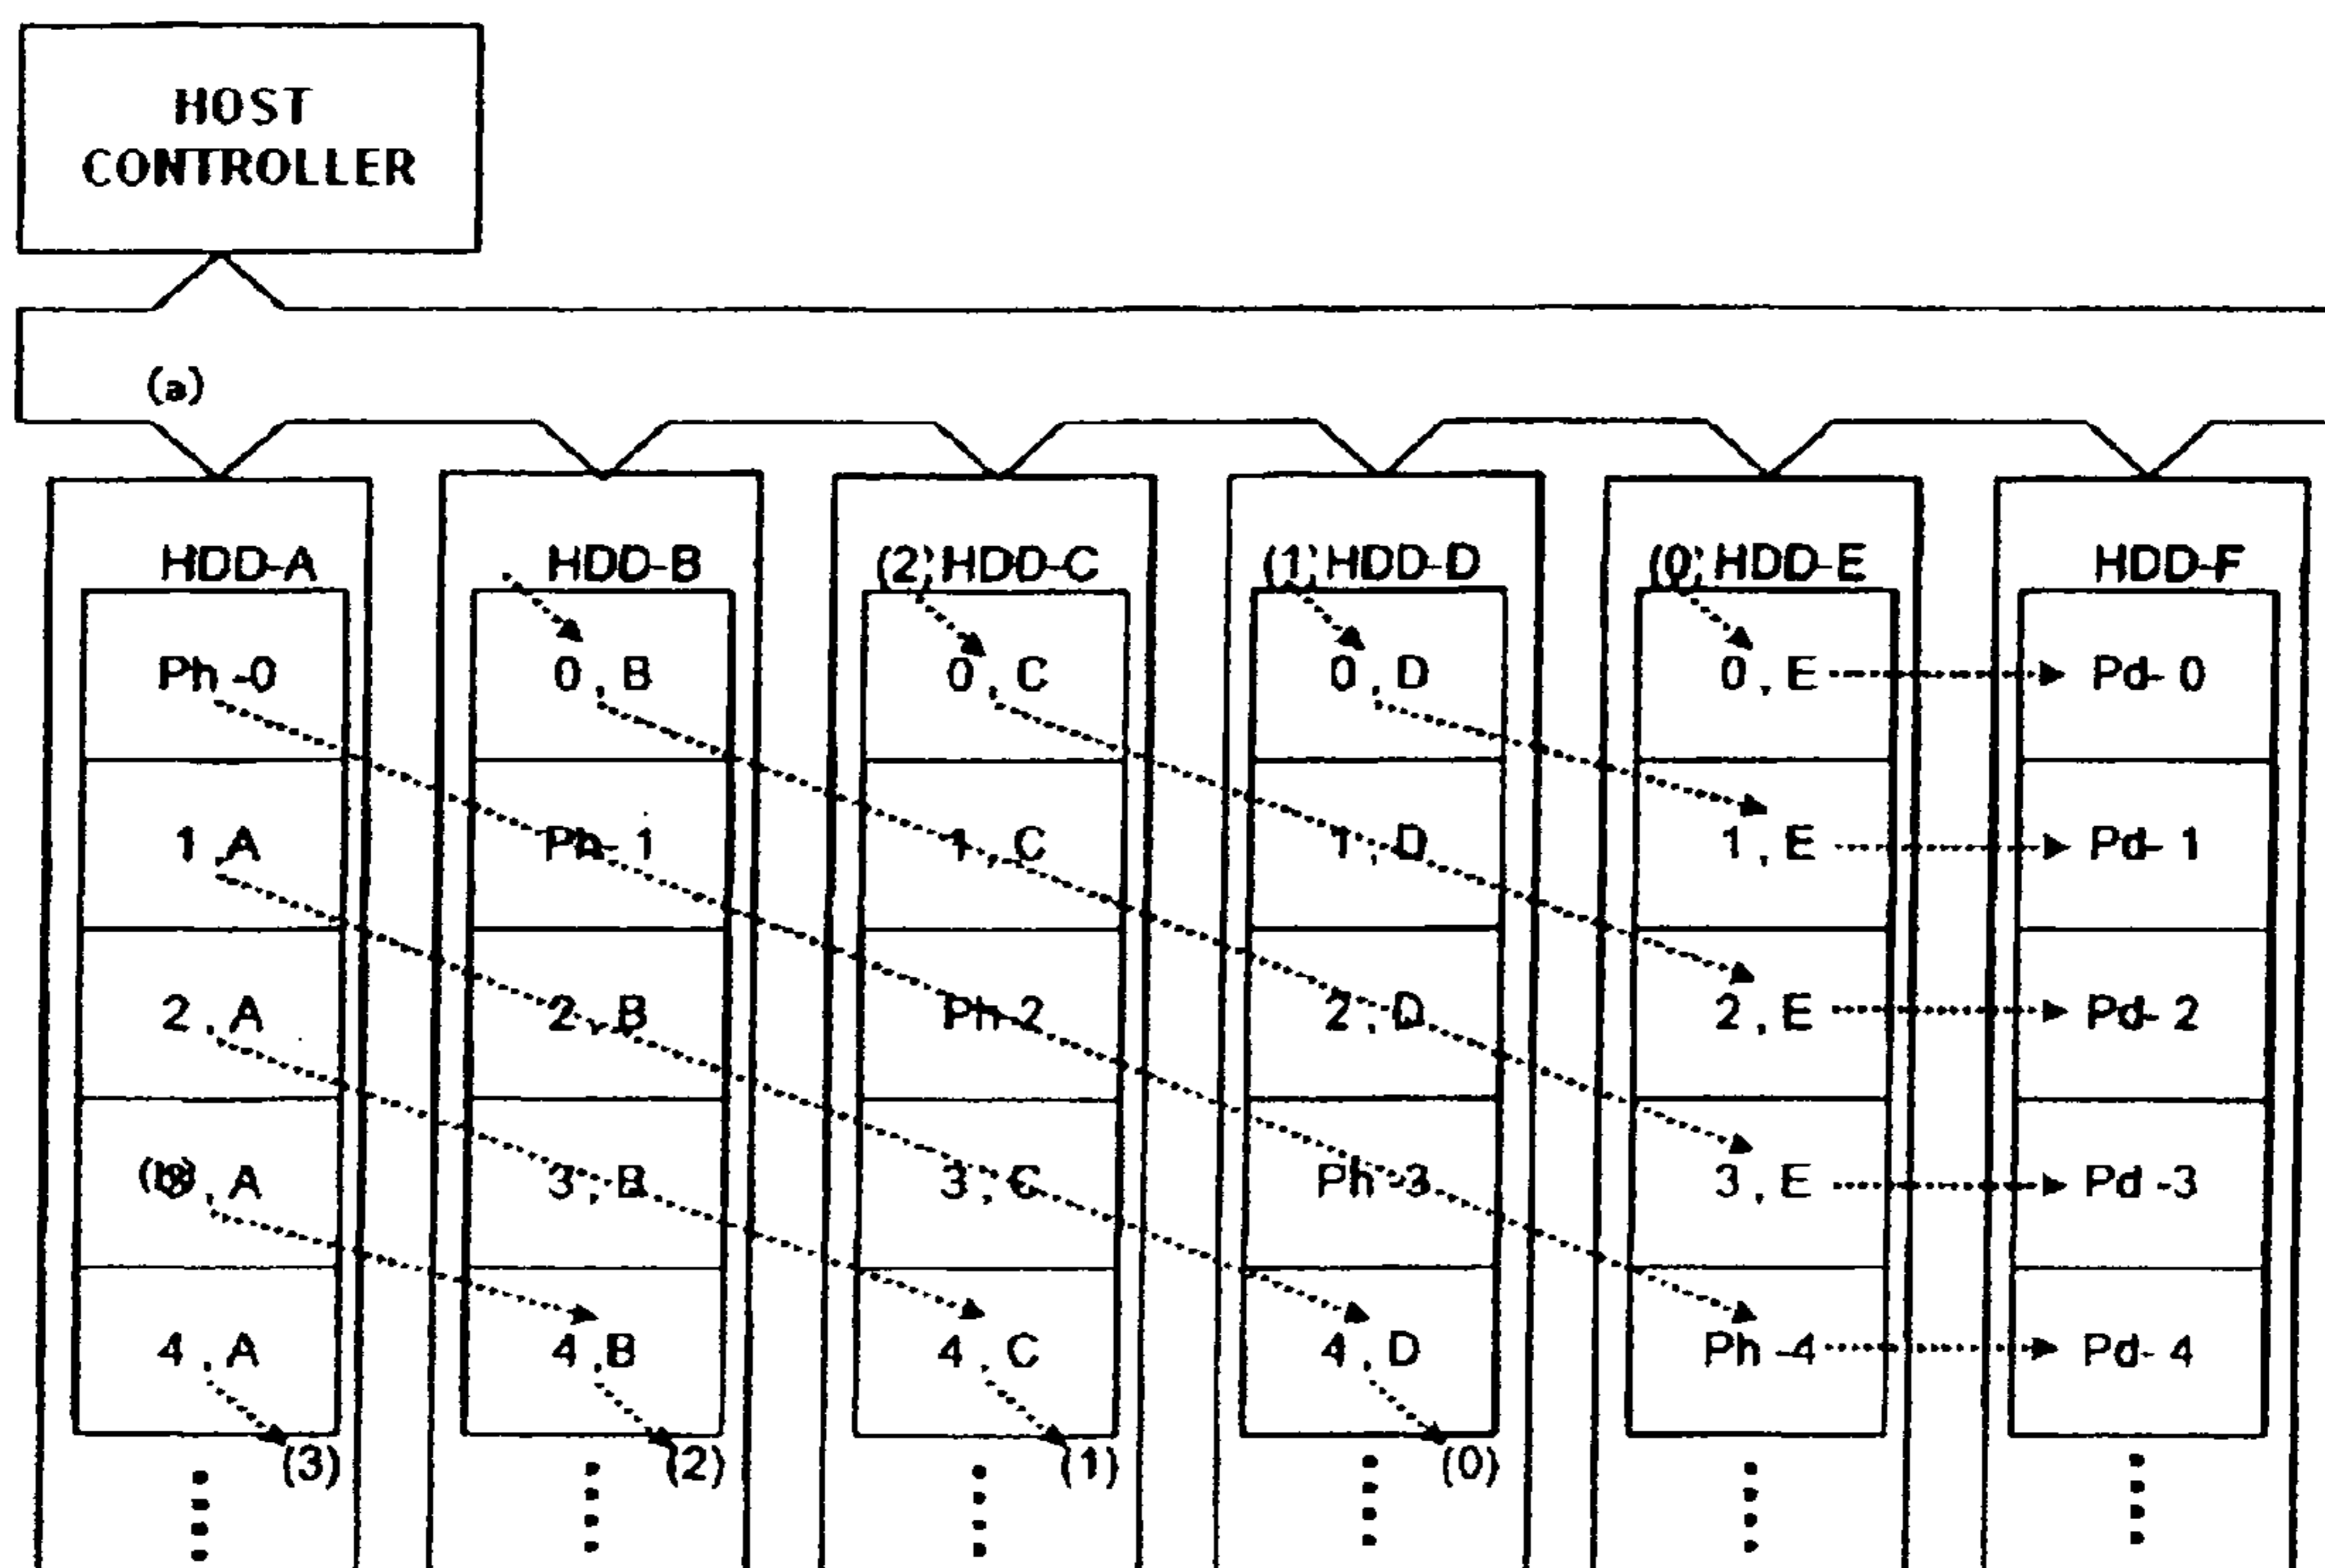 HOST
CONTROLLER
(a)
HDD-A HDD-B (2) HDD-C (1) HDD-D (0) HDD-E HDD-F
Ph -0 0 , B 0 , C 0 , D 0 , E Pd- 0
1 , A Ph- 1 1 , C 1 , D 1 , E Pd- 1
2 , A 2 , B Ph-2 2 , D 2 , E Pd- 2
, A 3 , B 3 , C Ph -3 3 , E Pd -3
4 , A 4 , B 4 , C 4 , D Ph -4 Pd- 4
(3) (2) (1) (0)